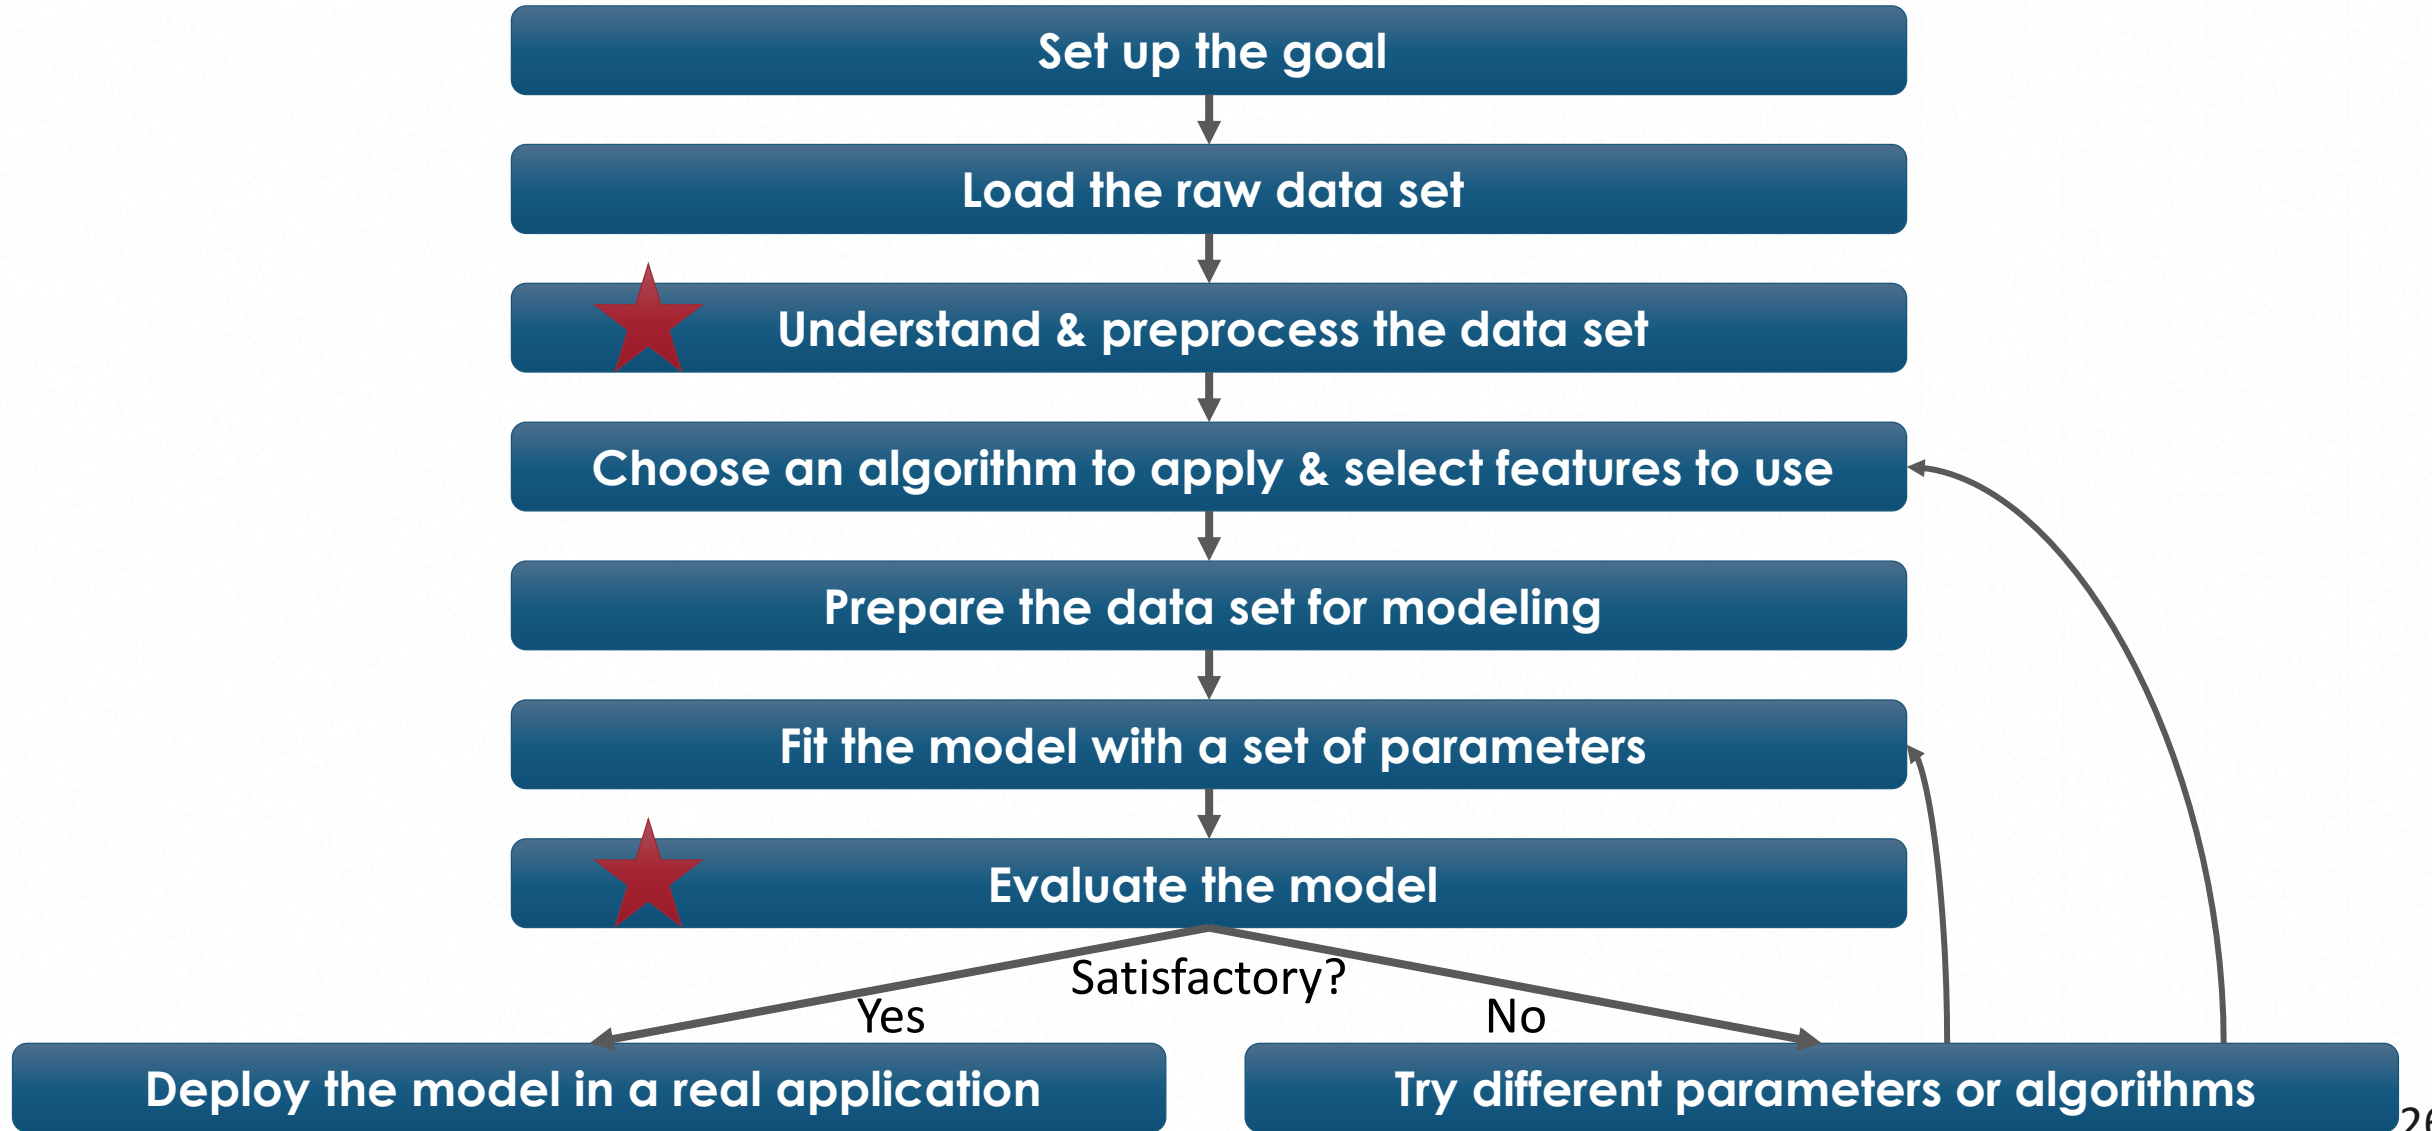 Set up the goal
Load the raw data set
Understand & preprocess the data set
Choose an algorithm to apply & select features to use
Prepare the data set for modeling
Fit the model with a set of parameters
Evaluate the model
Satisfactory?
Yes
No
Deploy the model in a real application
Try different parameters or algorithms